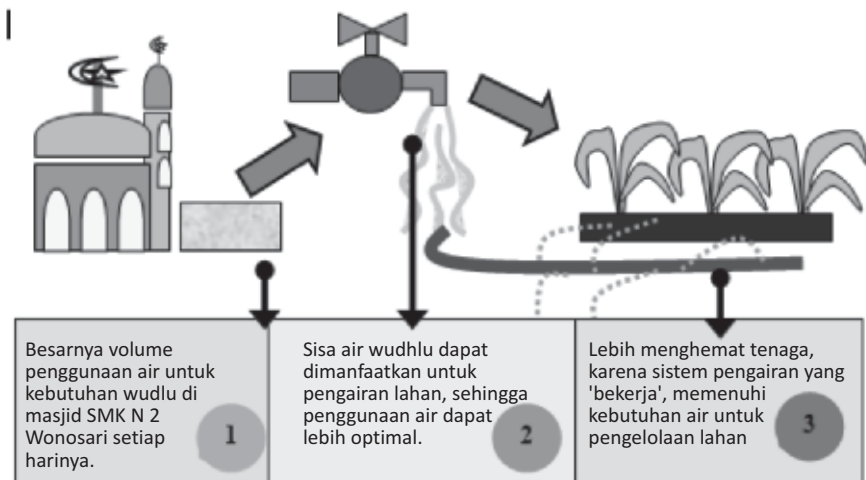 Besarnya volume
penggunaan air untuk
kebutuhan wudlu di
masjid SMK N 2
Wonosari setiap
harinya.
1
Sisa air wudhlu dapat
dimanfaatkan untuk
pengairan lahan, sehingga
penggunaan air dapat
lebih optimal.
2
Lebih menghemat tenaga,
karena sistem pengairan yang
'bekerja', memenuhi
kebutuhan air untuk
pengelolaan lahan
3